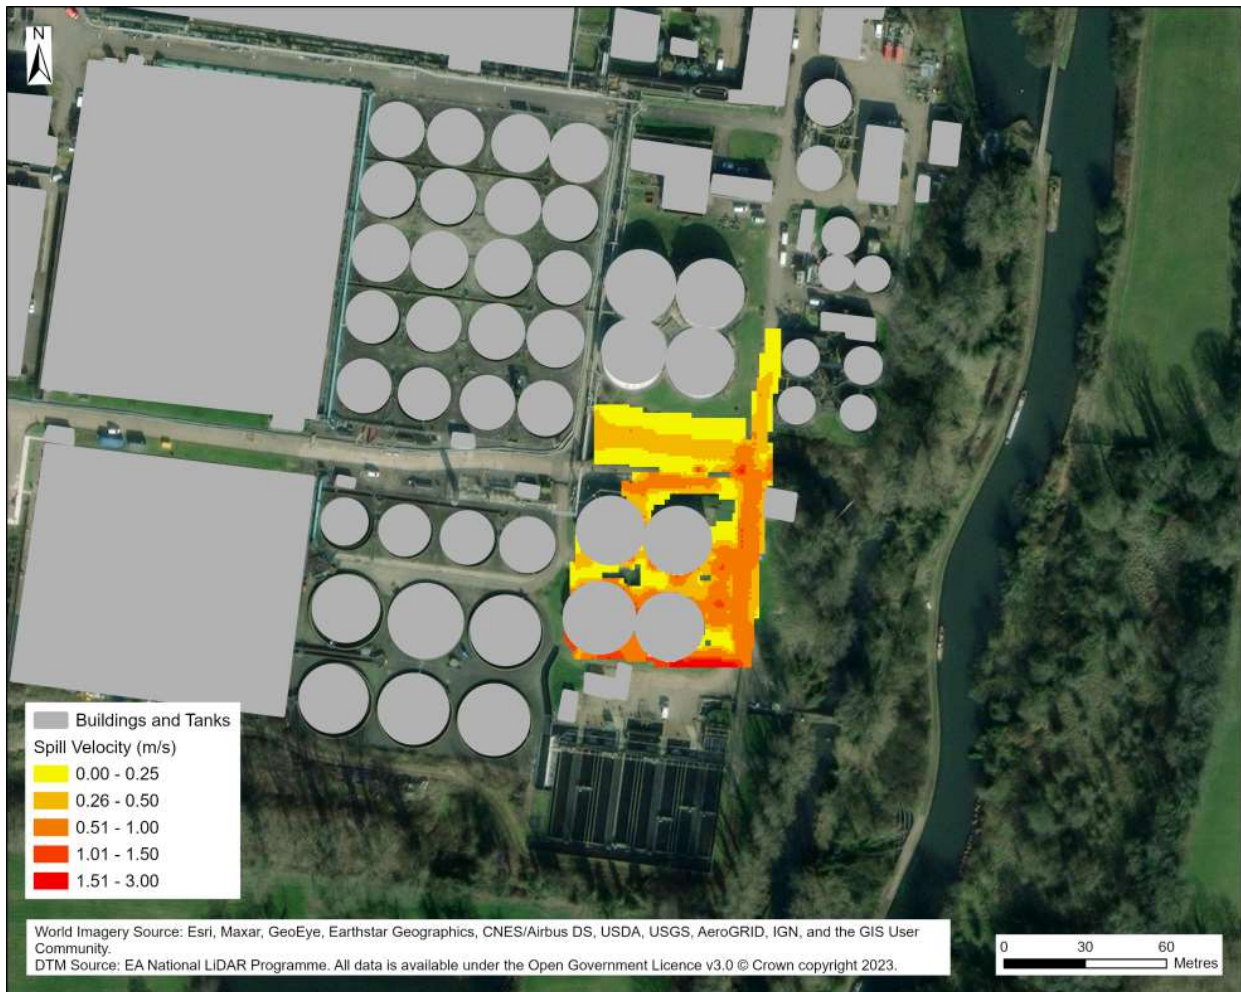 N
Buildings and Tanks
Spill Velocity (m/s)
0.00 - 0.25
0.26 - 0.50
0.51 - 1.00
1.01 - 1.50
1.51 - 3.00
World Imagery Source: Esri, Maxar, GeoEye, Earthstar Geographics, CNES/Airbus DS, USDA, USGS, AeroGRID, IGN, and the GIS User
Community.
DTM Source: EA National LiDAR Programme. All data is available under the Open Government Licence v3.0 © Crown copyright 2023.
0 30 60
Metres